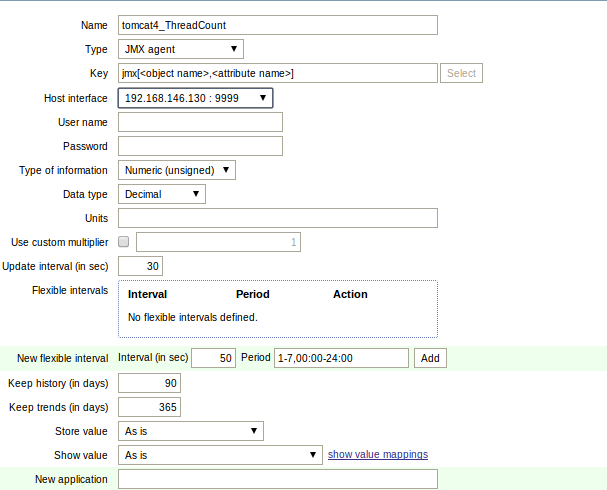 Name tomcat4_ThreadCount
Type JMX agent
Key jmx[<object name>,<attribute name>] Select
Host interface 192.168.146.130 : 9999
User name
Password
Type of information Numeric (unsigned)
Data type Decimal
Units
Use custom multiplier 1
Update interval (in sec) 30
Flexible intervals Interval Period Action
No flexible intervals defined.
New flexible interval Interval (in sec) 50 Period 1-7,00:00-24:00 Add
Keep history (in days) 90
Keep trends (in days) 365
Store value As is
Show value As is show value mappings
New application